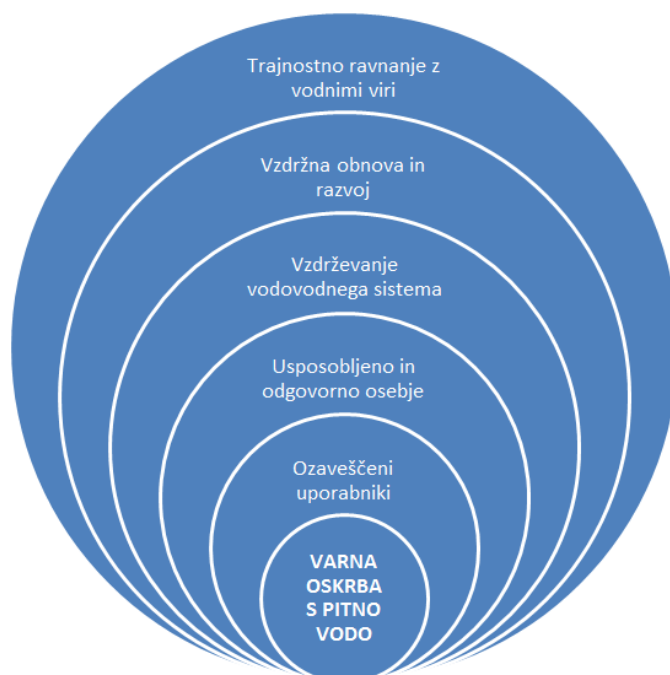 Trajnostno ravnanje z
vodnimi viri
Vzdržna obnova in
razvoj
Vzdrževanje
vodovodnega sistema
Usposobljeno in
odgovorno osebje
Ozaveščeni
uporabniki
VARNA
OSKRBA
S PITNO
VODO